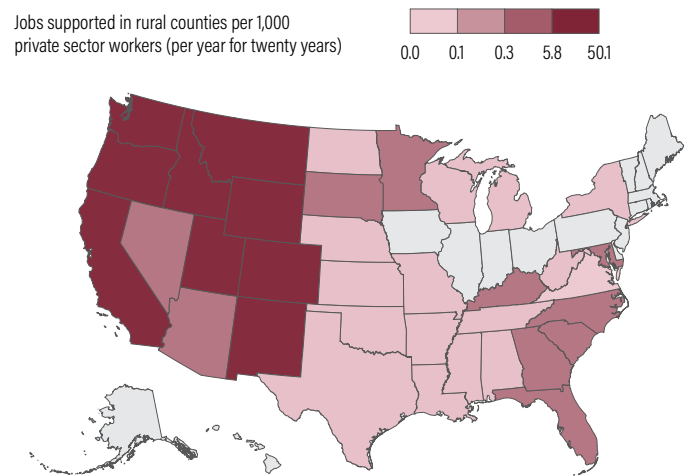 Jobs supported in rural counties per 1,000
private sector workers (per year for twenty years)
0.0 0.1 0.3 5.8 50.1